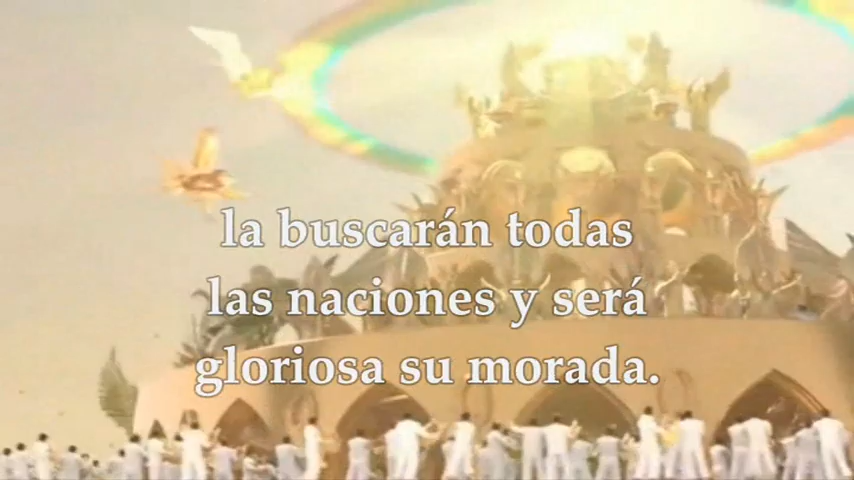 la buscarán todas
las naciones y será
gloriosa su morada.